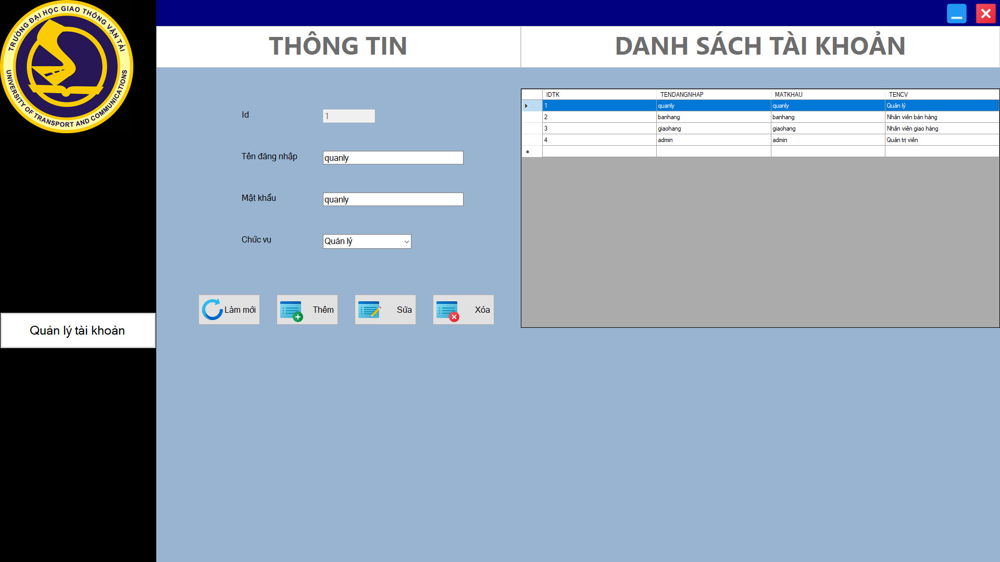 TRƯỜNG ĐẠI HỌC GIAO THÔNG VẬN TẢI
UNIVERSITY OF TRANSPORT AND COMMUNICATIONS
THÔNG TIN
DANH SÁCH TÀI KHOẢN
Id
1
Tên đăng nhập
quanly
Mật khẩu
quanly
Chức vụ
Quản lý
Làm mới
Thêm
Sửa
Xóa
IDTK TENDANGNHAP MATKHAU TENCV
1 quanly quanly Quản lý
2 banhang banhang Nhân viên bán hàng
3 giaohang giaohang Nhân viên giao hàng
4 admin admin Quản trị viên
Quản lý tài khoản